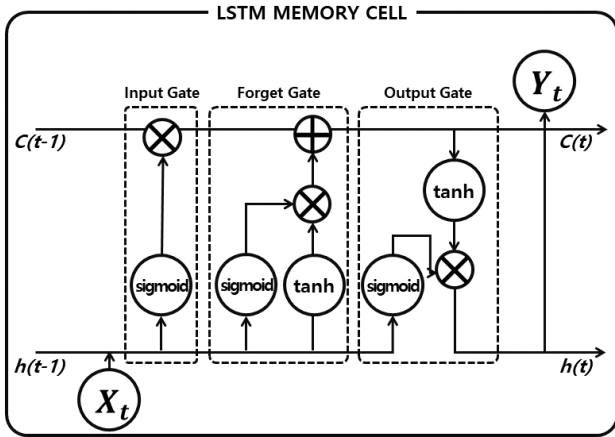 LSTM MEMORY CELL
Input Gate
Forget Gate
Output Gate
Y_t
C(t-1)
C(t)
tanh
sigmoid
sigmoid
tanh
sigmoid
h(t-1)
h(t)
X_t